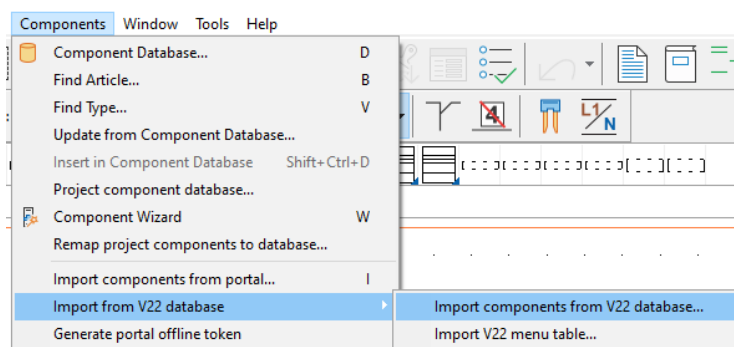 Components Window Tools Help
Component Database... D
Find Article... B
Find Type... V
Update from Component Database...
Insert in Component Database Shift+Ctrl+D
Project component database...
Component Wizard W
Remap project components to database...
Import components from portal... I
Import from V22 database
Import components from V22 database...
Generate portal offline token
Import V22 menu table...
4
L1/N